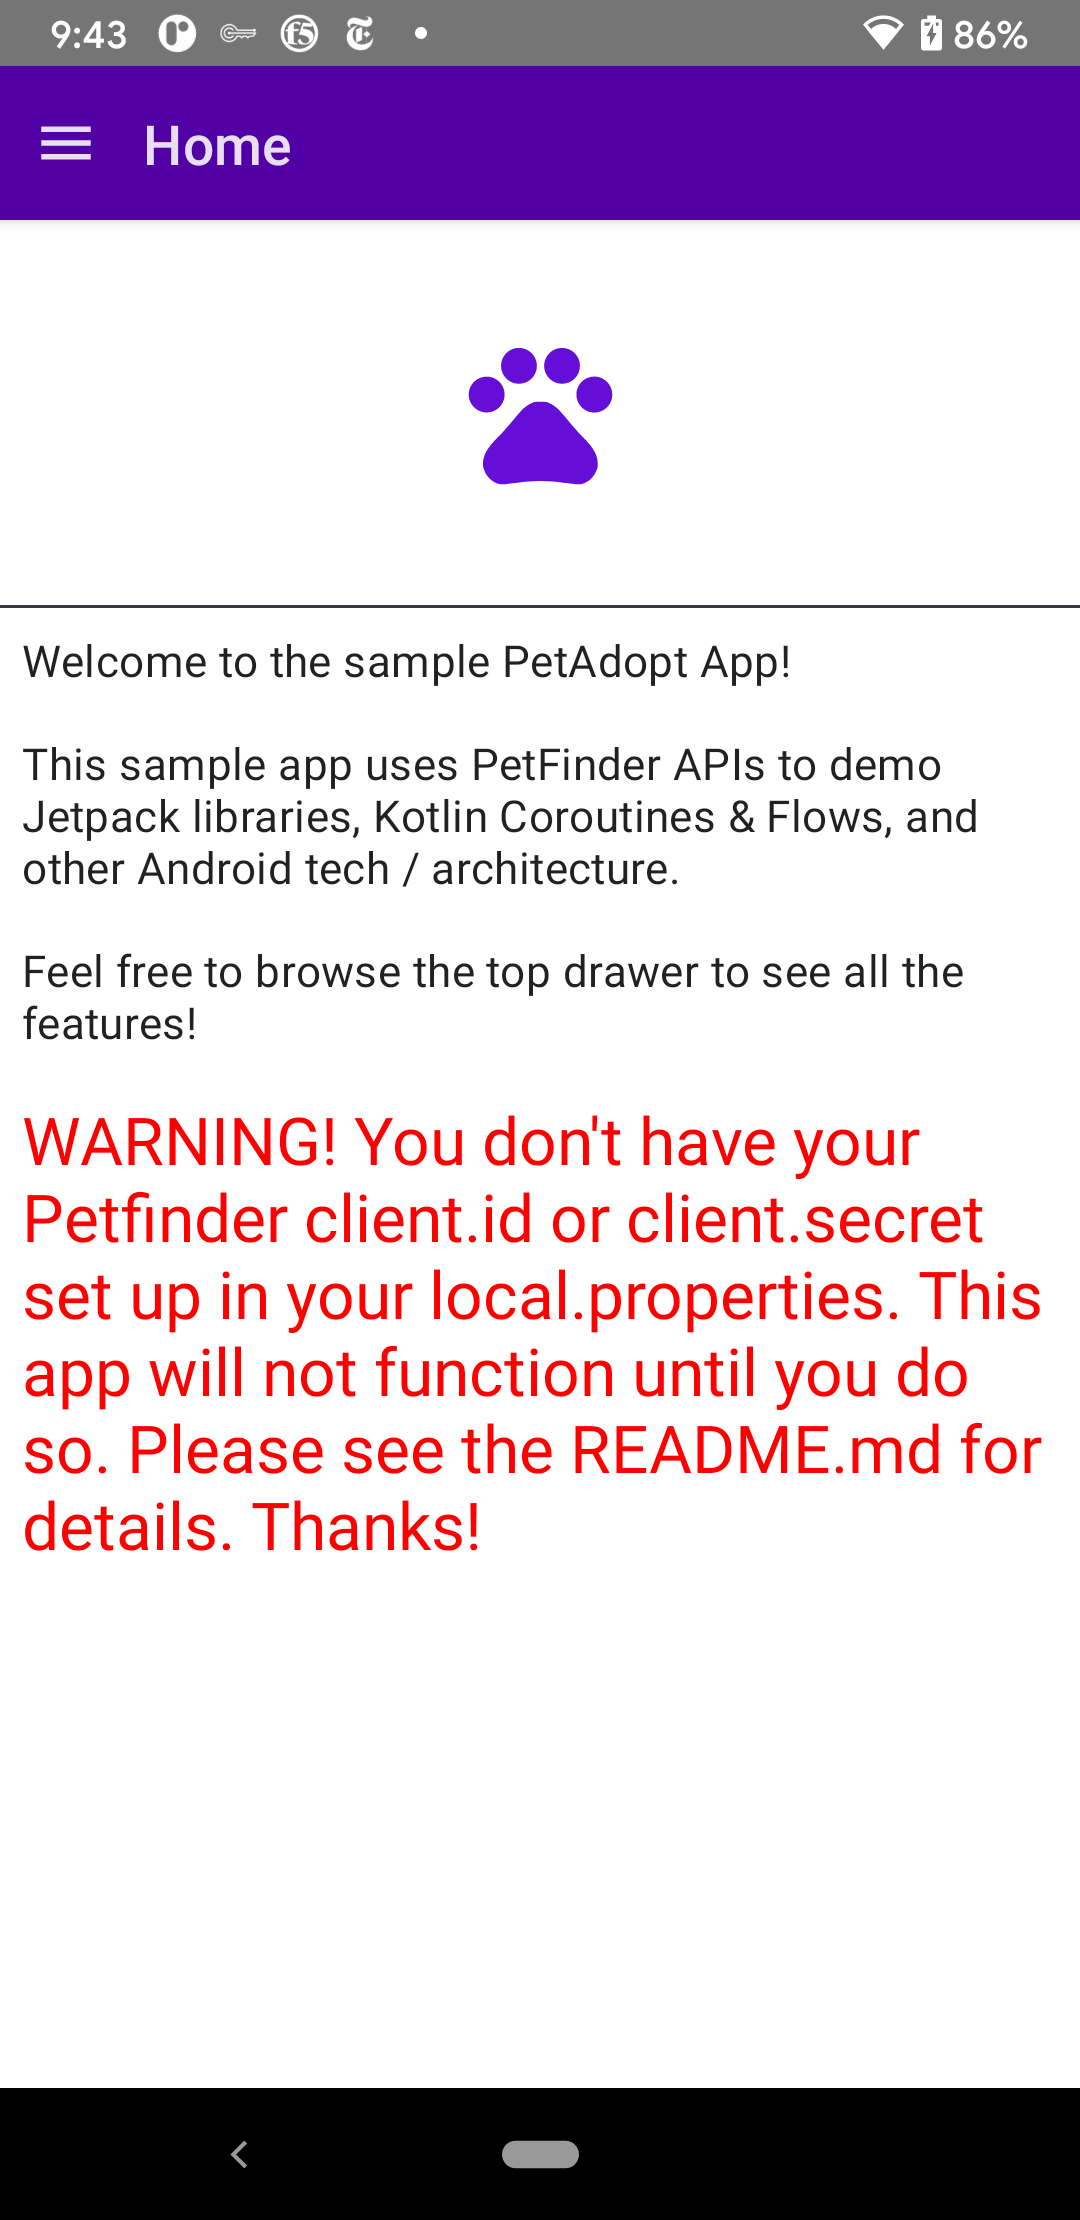 9:43
f5
86%
Home
Welcome to the sample PetAdopt App!
This sample app uses PetFinder APIs to demo
Jetpack libraries, Kotlin Coroutines & Flows, and
other Android tech / architecture.
Feel free to browse the top drawer to see all the
features!
WARNING! You don't have your
Petfinder client.id or client.secret
set up in your local.properties. This
app will not function until you do
so. Please see the README.md for
details. Thanks!